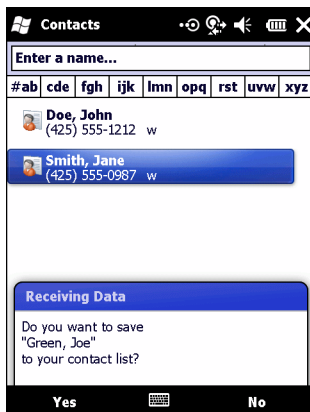 Contacts
Enter a name...
#ab cde fgh ijk lmn opq rst uvw xyz
Doe, John
(425) 555-1212 w
Smith, Jane
(425) 555-0987 w
Receiving Data
Do you want to save
"Green, Joe"
to your contact list?
Yes No